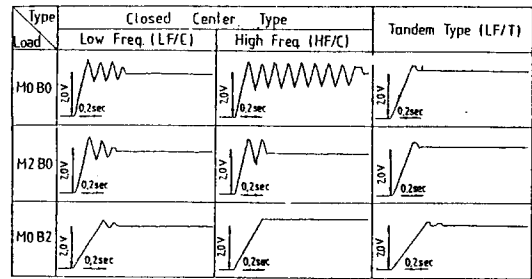 Type
Load
Closed Center Type
Low Freq. (LF/C)
High Freq. (HF/C)
Tandem Type (LF/T)
M0 B0
2,0V
0,2sec
2,0V
0,2sec
2,0V
0,2sec
M2 B0
2,0V
0,2sec
2,0V
0,2sec
2,0V
0,2sec
M0 B2
2,0V
0,2sec
2,0V
0,2sec
2,0V
0,2sec